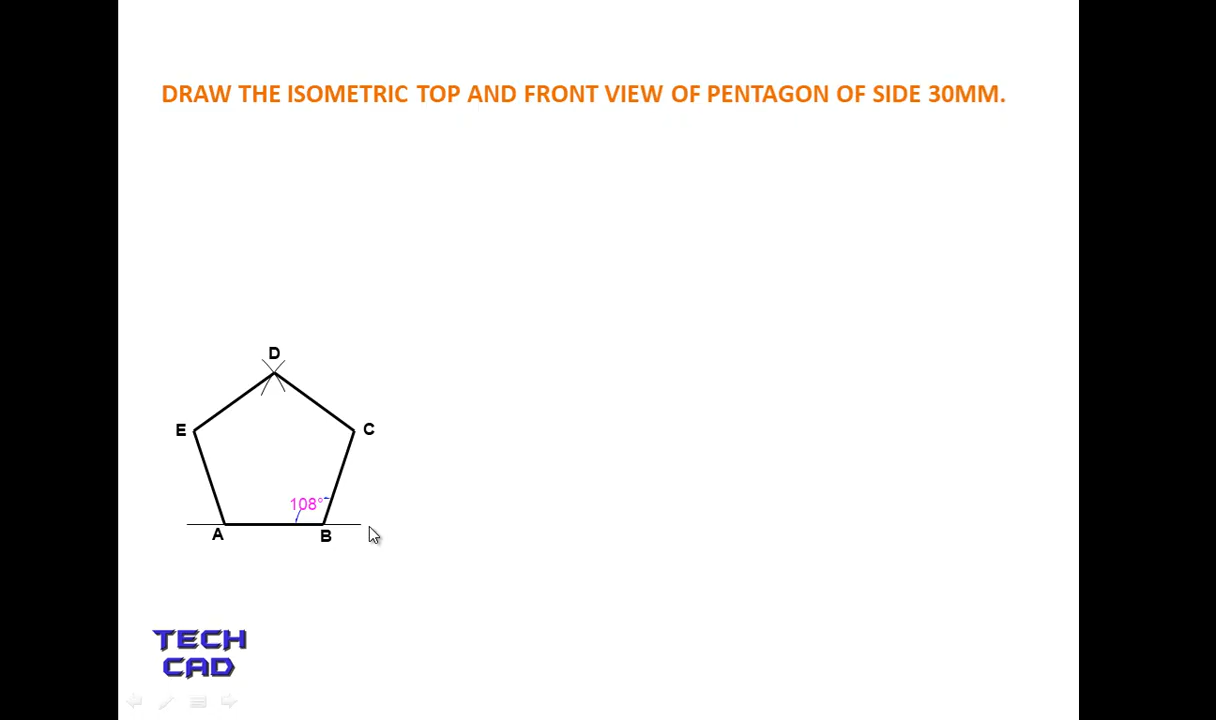 DRAW THE ISOMETRIC TOP AND FRONT VIEW OF PENTAGON OF SIDE 30MM.
D
E
C
108°
A
B
TECH
CAD